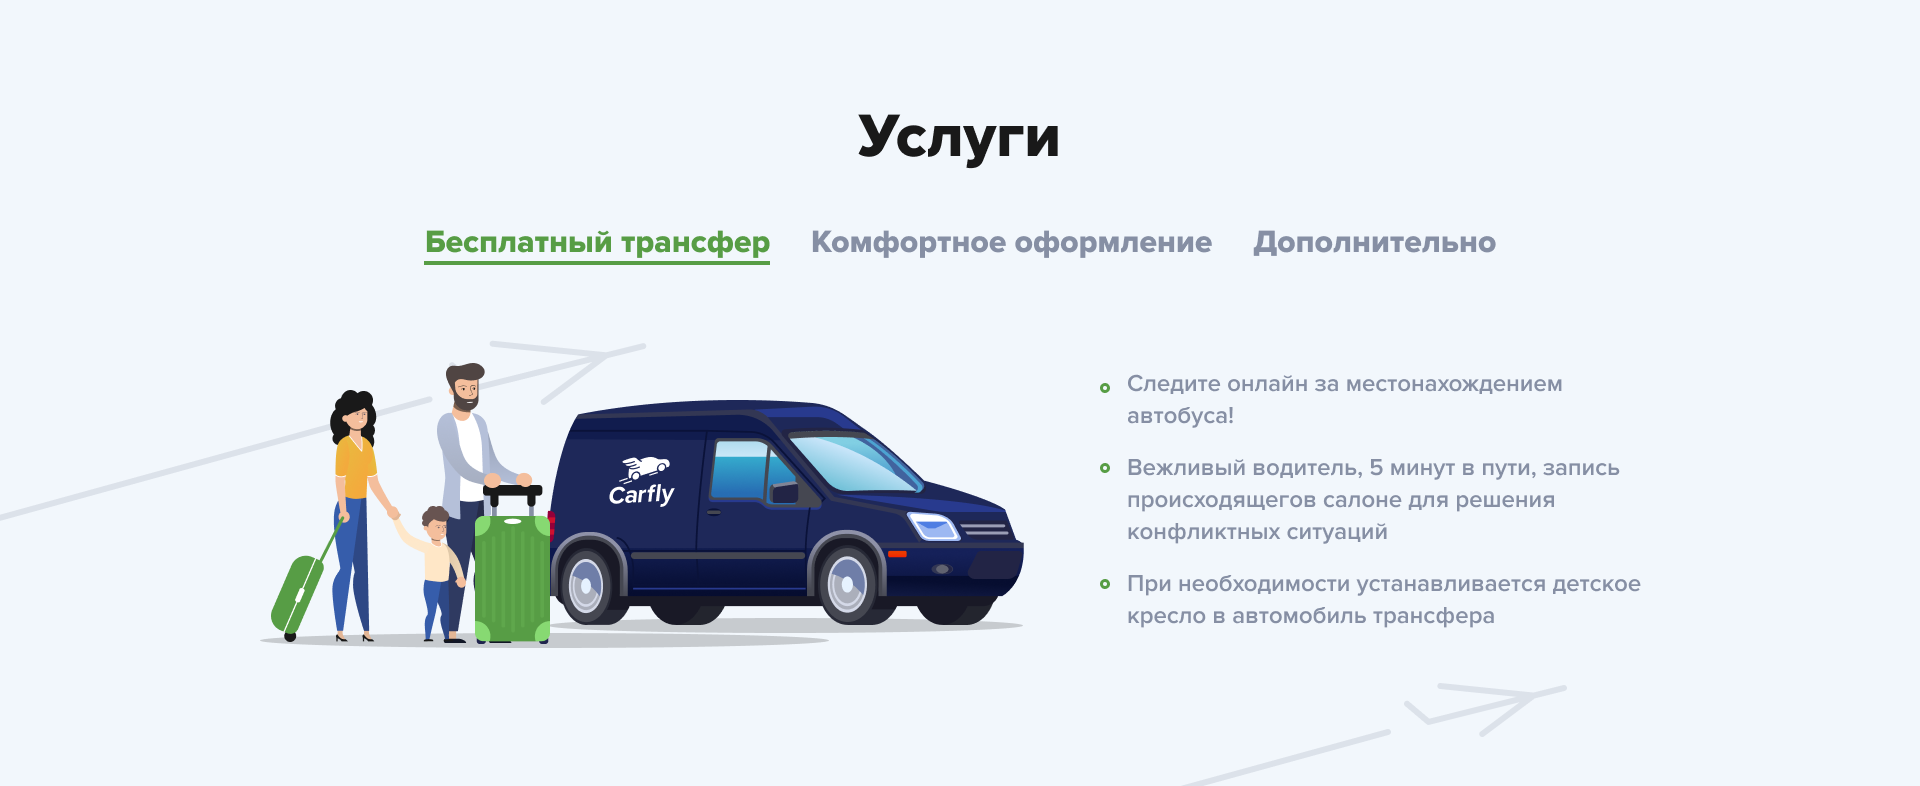 Услуги
Бесплатный трансфер Комфортное оформление Дополнительно
Carfly
Следите онлайн за местонахождением
автобуса!
Вежливый водитель, 5 минут в пути, запись
происходящегов салоне для решения
конфликтных ситуаций
При необходимости устанавливается детское
кресло в автомобиль трансфера